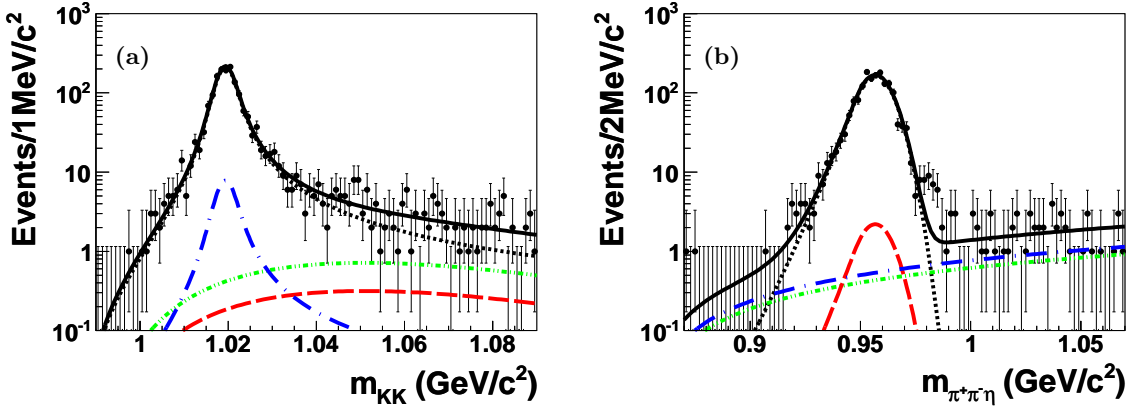 (a)
Events/1MeV/c²
10³
10²
10
1
10⁻¹
1 1.02 1.04 1.06 1.08
m_KK (GeV/c²)
(b)
Events/2MeV/c²
10³
10²
10
1
10⁻¹
0.9 0.95 1 1.05
m_π⁺π⁻η (GeV/c²)